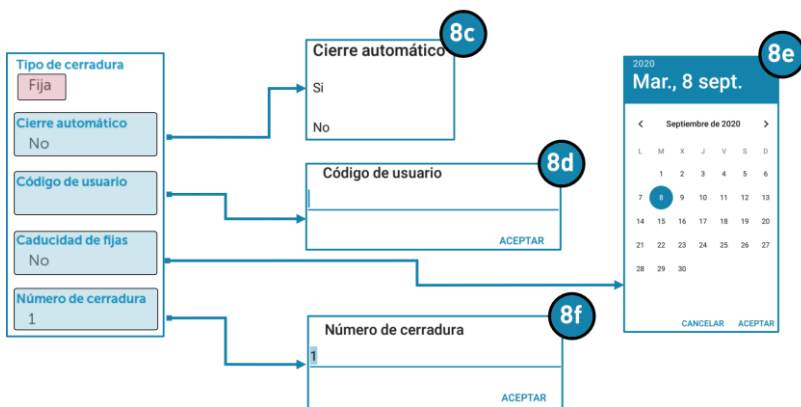 Tipo de cerradura
Fija
Cierre automático
No
Código de usuario
Caducidad de fijas
No
Número de cerradura
1
8c
Cierre automático
Si
No
8d
Código de usuario
ACEPTAR
8e
2020
Mar., 8 sept.
< Septiembre de 2020 >
L M X J V S D
1 2 3 4 5 6
7 8 9 10 11 12 13
14 15 16 17 18 19 20
21 22 23 24 25 26 27
28 29 30
CANCELAR ACEPTAR
8f
Número de cerradura
1
ACEPTAR